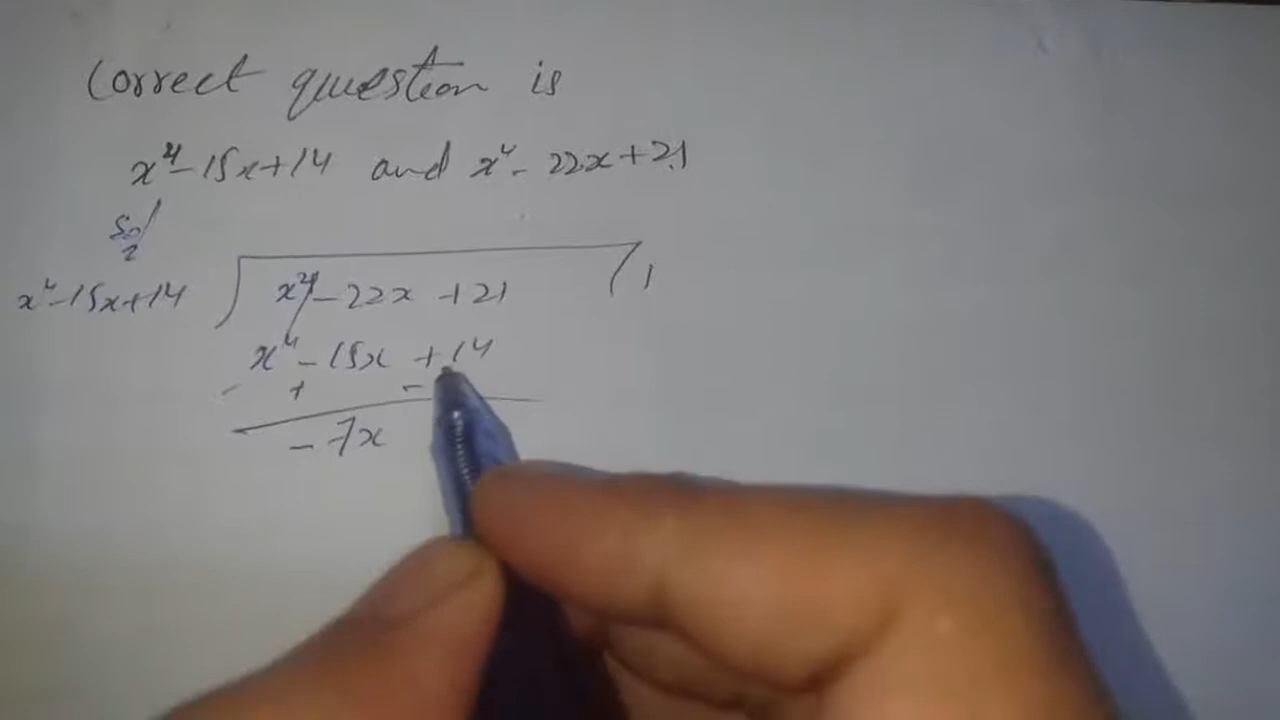 Correct question is
x⁴ - 15x + 14 and x⁴ - 22x + 21
Sol
x⁴ - 15x + 14 ) x⁴ - 22x + 21 ( 1
x⁴ - 15x + 14
- + -
- 7x